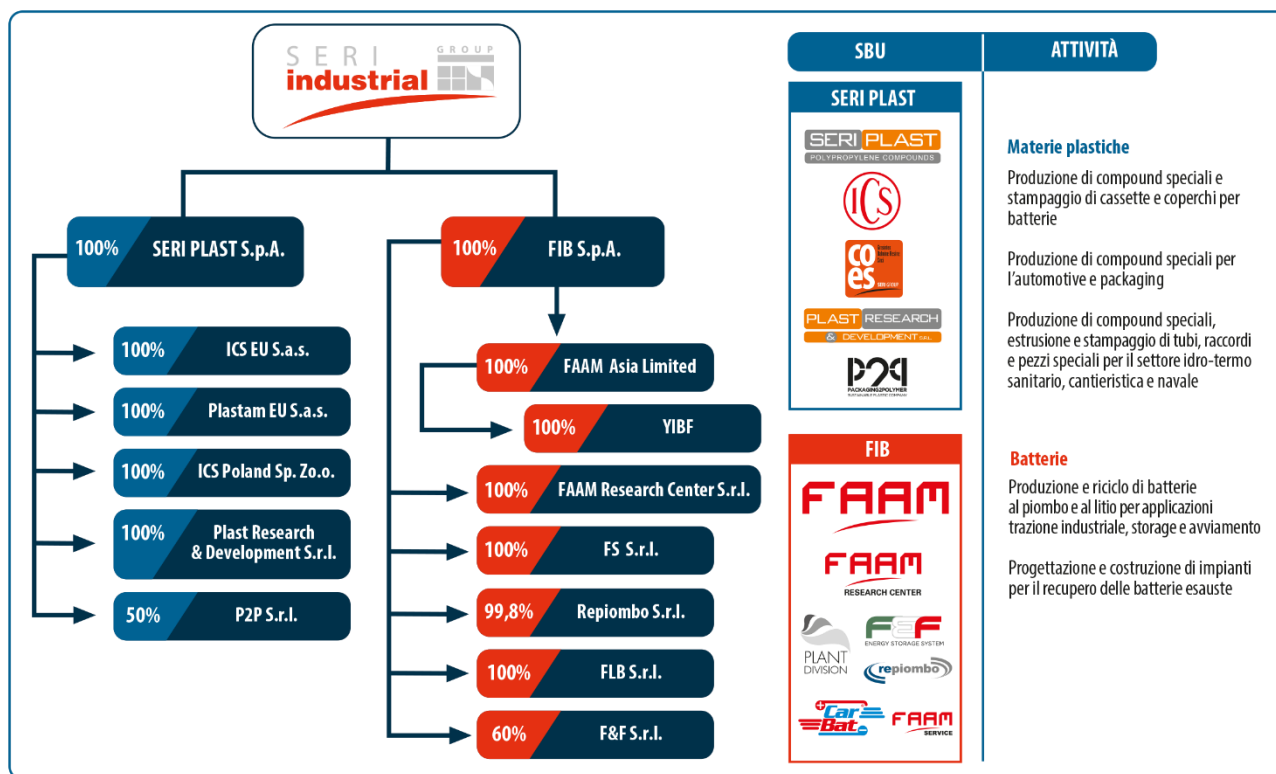 SERI
GROUP
industrial
100%
SERI PLAST S.p.A.
100%
ICS EU S.a.s.
100%
Plastam EU S.a.s.
100%
ICS Poland Sp. Zo.o.
100%
Plast Research
& Development S.r.l.
50%
P2P S.r.l.
100%
FIB S.p.A.
100%
FAAM Asia Limited
100%
YIBF
100%
FAAM Research Center S.r.l.
100%
FS S.r.l.
99,8%
Repiombo S.r.l.
100%
FLB S.r.l.
60%
F&F S.r.l.
SBU
ATTIVITÀ
SERI PLAST
SERI PLAST
POLYPROPYLENE COMPOUNDS
ICS
co
es
PLAST RESEARCH
& DEVELOPMENT SRL
P2P
PACKAGING2POLYMER
SUSTAINABLE PLASTIC COMPANY
Materie plastiche
Produzione di compound speciali e
stampaggio di cassette e coperchi per
batterie
Produzione di compound speciali per
l'automotive e packaging
Produzione di compound speciali,
estrusione e stampaggio di tubi, raccordi
e pezzi speciali per il settore idro-termo
sanitario, cantieristica e navale
FIB
FAAM
FAAM
RESEARCH CENTER
PLANT
DIVISION
F&F
ENERGY STORAGE SYSTEM
repiombo
Car
Bat
FAAM
SERVICE
Batterie
Produzione e riciclo di batterie
al piombo e al litio per applicazioni
trazione industriale, storage e avviamento
Progettazione e costruzione di impianti
per il recupero delle batterie esauste